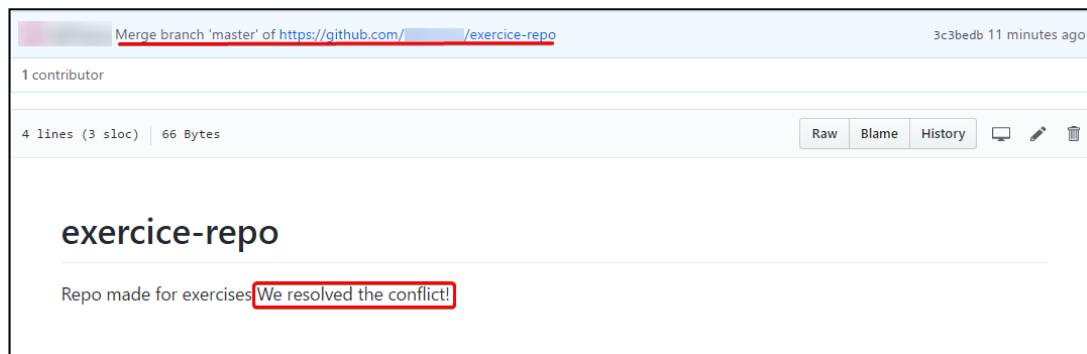 Merge branch 'master' of https://github.com/ /exercice-repo 3c3bedb 11 minutes ago
1 contributor
4 lines (3 sloc) 66 Bytes Raw Blame History
exercice-repo
Repo made for exercises We resolved the conflict!